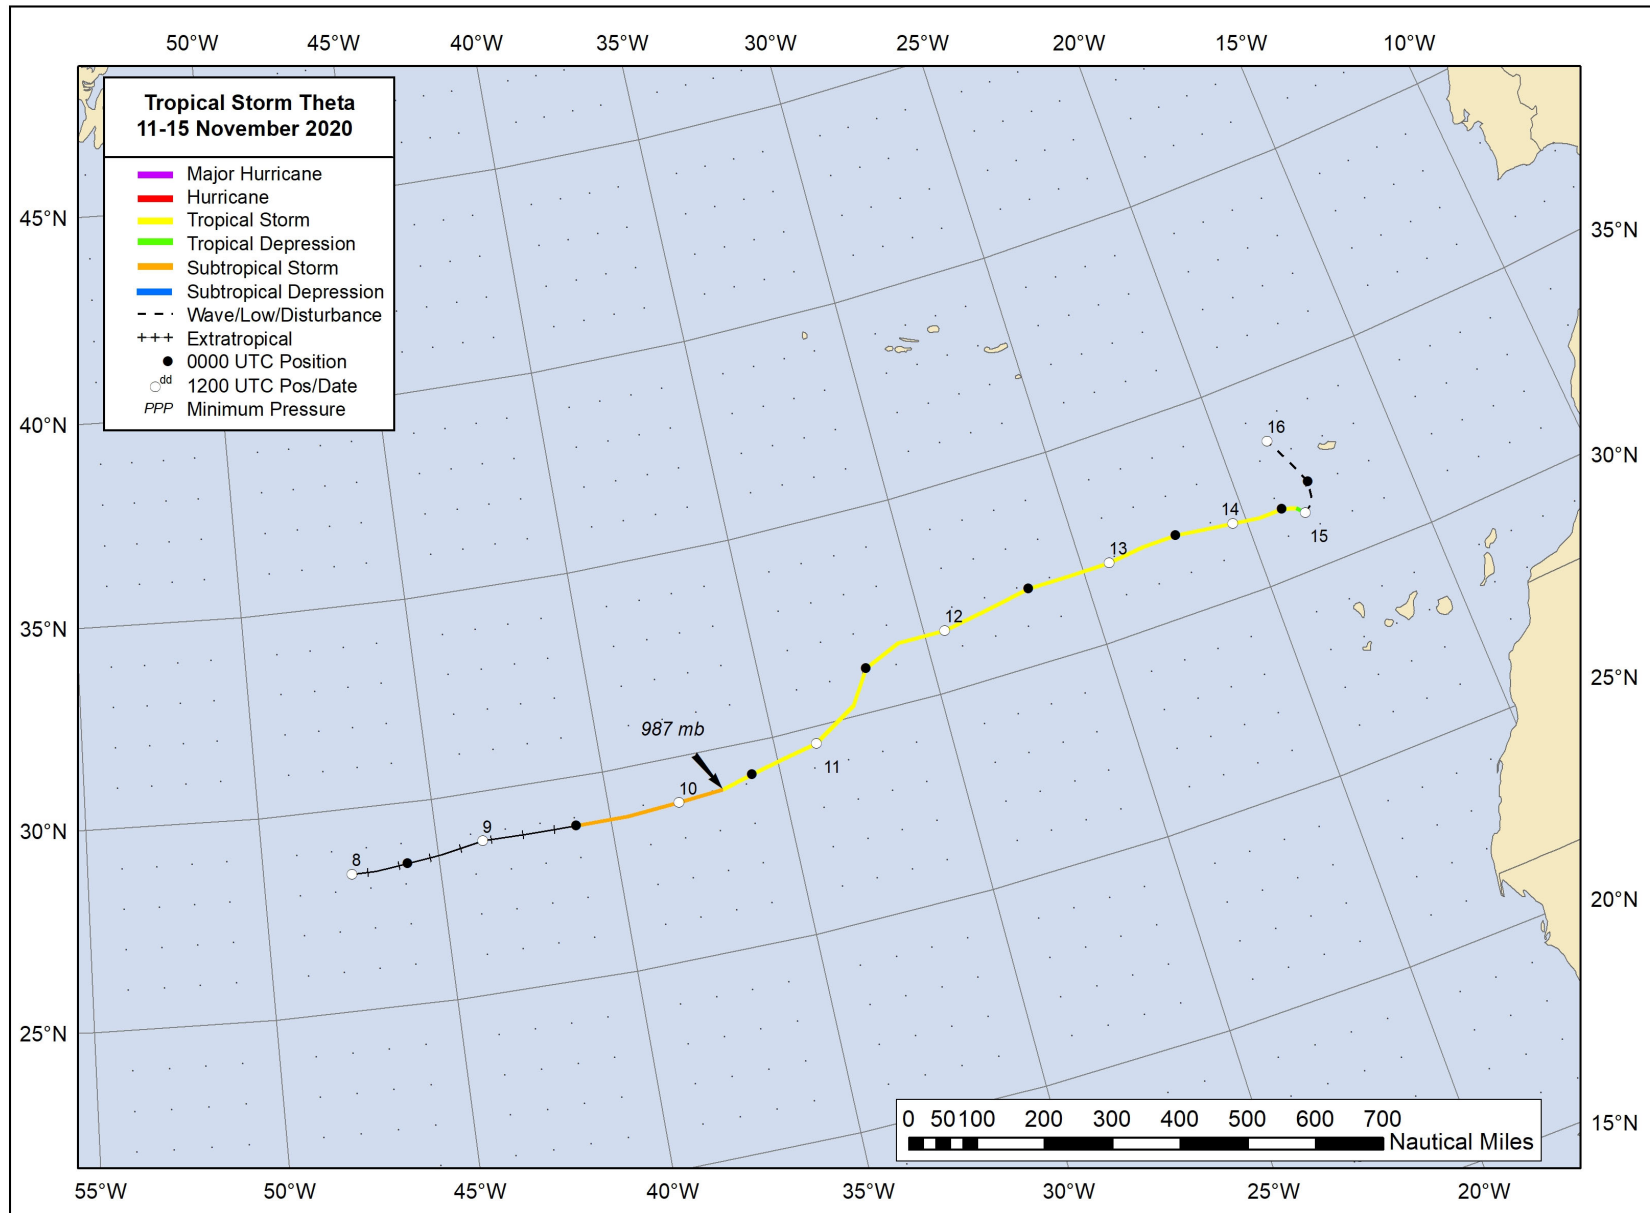 50°W 45°W 40°W 35°W 30°W 25°W 20°W 15°W 10°W
Tropical Storm Theta
11-15 November 2020
Major Hurricane
Hurricane
Tropical Storm
Tropical Depression
Subtropical Storm
Subtropical Depression
Wave/Low/Disturbance
Extratropical
0000 UTC Position
dd 1200 UTC Pos/Date
PPP Minimum Pressure
45°N
35°N
40°N
16
30°N
14
15
13
12
35°N
25°N
987 mb
11
10
30°N
9
8
20°N
25°N
0 50 100 200 300 400 500 600 700
Nautical Miles
15°N
55°W 50°W 45°W 40°W 35°W 30°W 25°W 20°W